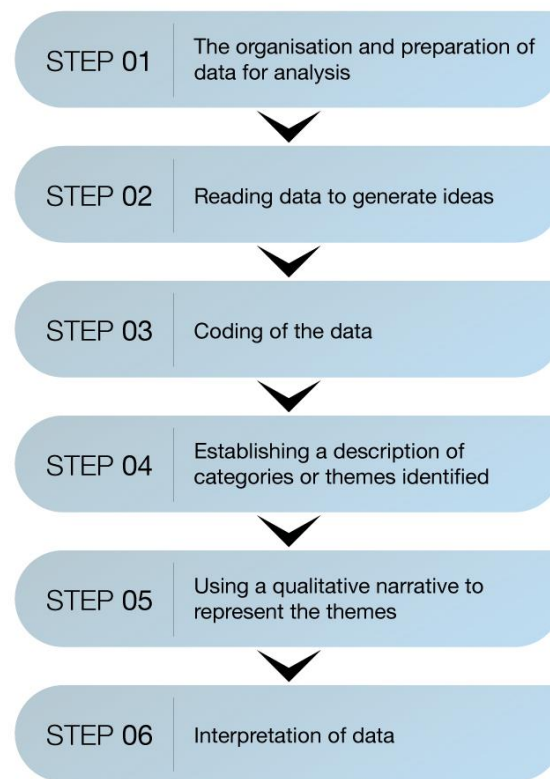 STEP 01
The organisation and preparation of
data for analysis
STEP 02
Reading data to generate ideas
STEP 03
Coding of the data
STEP 04
Establishing a description of
categories or themes identified
STEP 05
Using a qualitative narrative to
represent the themes
STEP 06
Interpretation of data